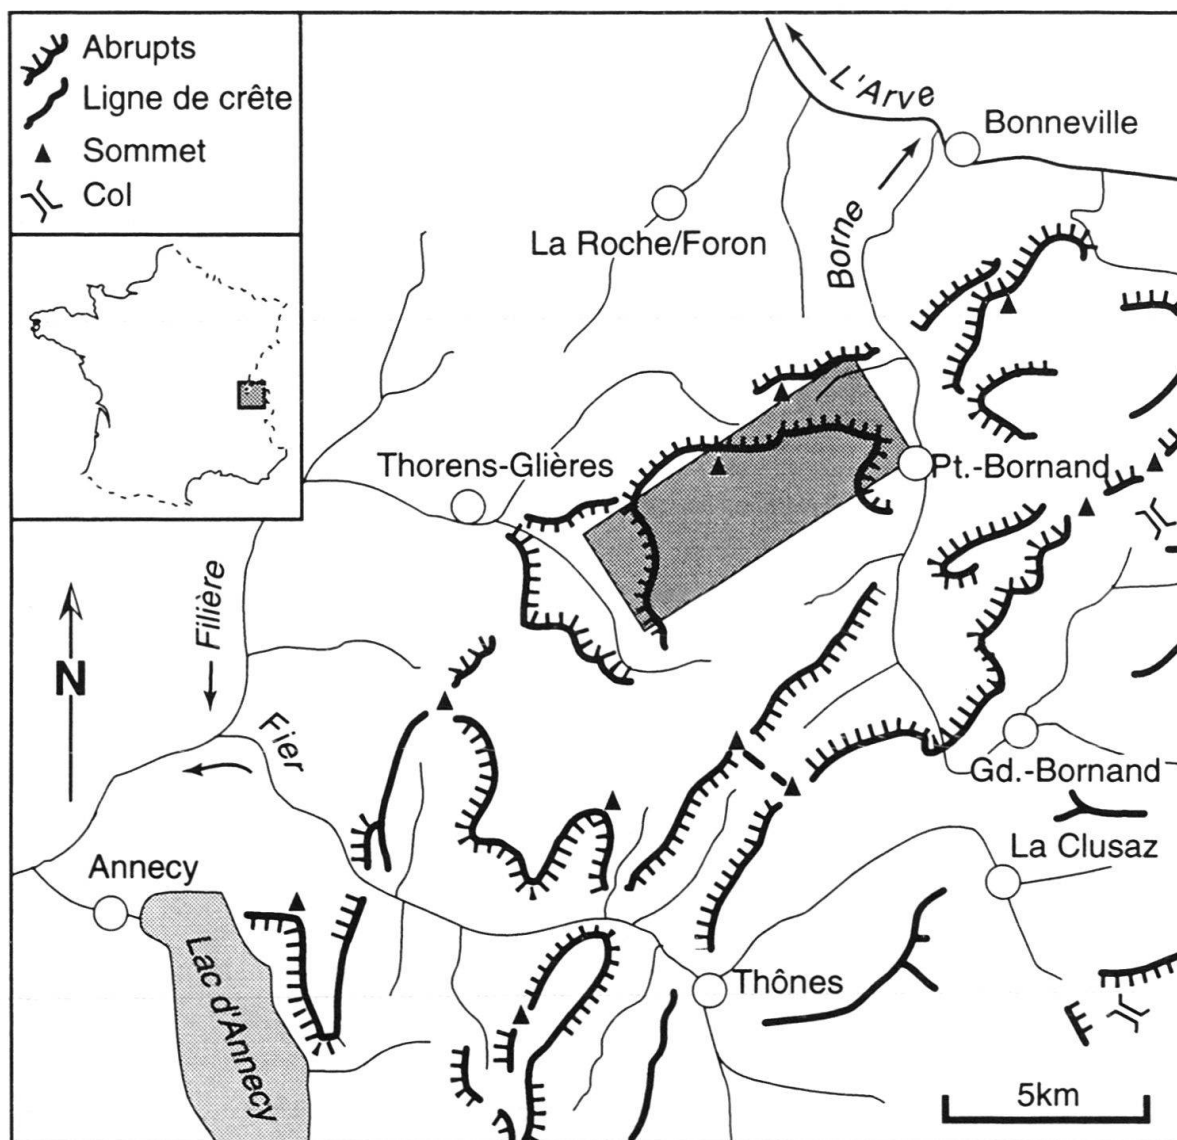 Abrupts
Ligne de crête
Sommet
Col
L'Arve
Bonneville
La Roche/Foron
Borne
Thorens-Glières
Pt.-Bornand
Filière
N
Fier
Gd.-Bornand
La Clusaz
Annecy
Lac d'Annecy
Thônes
5km